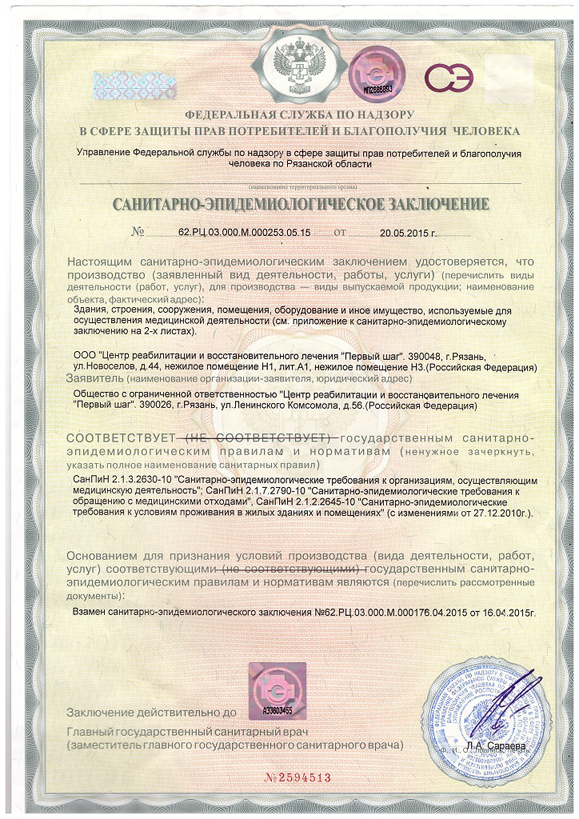 МП2686893
СЭ
ФЕДЕРАЛЬНАЯ СЛУЖБА ПО НАДЗОРУ
В СФЕРЕ ЗАЩИТЫ ПРАВ ПОТРЕБИТЕЛЕЙ И БЛАГОПОЛУЧИЯ ЧЕЛОВЕКА
Управление Федеральной службы по надзору в сфере защиты прав потребителей и благополучия
человека по Рязанской области
(наименование территориального органа)
САНИТАРНО-ЭПИДЕМИОЛОГИЧЕСКОЕ ЗАКЛЮЧЕНИЕ
№ 62.РЦ.03.000.М.000253.05.15 от 20.05.2015 г.
Настоящим санитарно-эпидемиологическим заключением удостоверяется, что
производство (заявленный вид деятельности, работы, услуги) (перечислить виды
деятельности (работ, услуг), для производства — виды выпускаемой продукции; наименование
объекта, фактический адрес):
Здания, строения, сооружения, помещения, оборудование и иное имущество, используемые для
осуществления медицинской деятельности (см. приложение к санитарно-эпидемиологическому
заключению на 2-х листах).
ООО "Центр реабилитации и восстановительного лечения "Первый шаг". 390048, г.Рязань,
ул.Новоселов, д.44, нежилое помещение Н1, лит.А1, нежилое помещение Н3.(Российская Федерация)
Заявитель (наименование организации-заявителя, юридический адрес)
Общество с ограниченной ответственностью "Центр реабилитации и восстановительного лечения
"Первый шаг". 390026, г.Рязань, ул.Ленинского Комсомола, д.56.(Российская Федерация)
СООТВЕТСТВУЕТ (НЕ СООТВЕТСТВУЕТ) государственным санитарно-
эпидемиологическим правилам и нормативам (ненужное зачеркнуть,
указать полное наименование санитарных правил)
СанПиН 2.1.3.2630-10 "Санитарно-эпидемиологические требования к организациям, осуществляющим
медицинскую деятельность"; СанПиН 2.1.7.2790-10 "Санитарно-эпидемиологические требования к
обращению с медицинскими отходами", СанПиН 2.1.2.2645-10 "Санитарно-эпидемиологические
требования к условиям проживания в жилых зданиях и помещениях" (с изменениями от 27.12.2010г.).
Основанием для признания условий производства (вида деятельности, работ,
услуг) соответствующими (не соответствующими) государственным санитарно-
эпидемиологическим правилам и нормативам являются (перечислить рассмотренные
документы):
Взамен санитарно-эпидемиологического заключения №62.РЦ.03.000.М.000176.04.2015 от 16.04.2015г.
А33603455
Заключение действительно до
Главный государственный санитарный врач
(заместитель главного государственного санитарного врача)
Л.А. Сараева
Ф. И. О., подпись, печать
№2594513